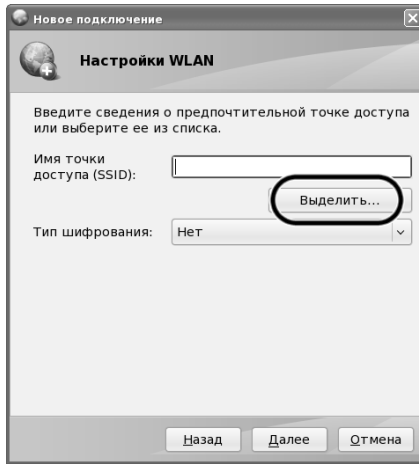 Новое подключение
Настройки WLAN
Введите сведения о предпочтительной точке доступа
или выберите ее из списка.
Имя точки
доступа (SSID):
Выделить...
Тип шифрования: Нет
Назад Далее Отмена